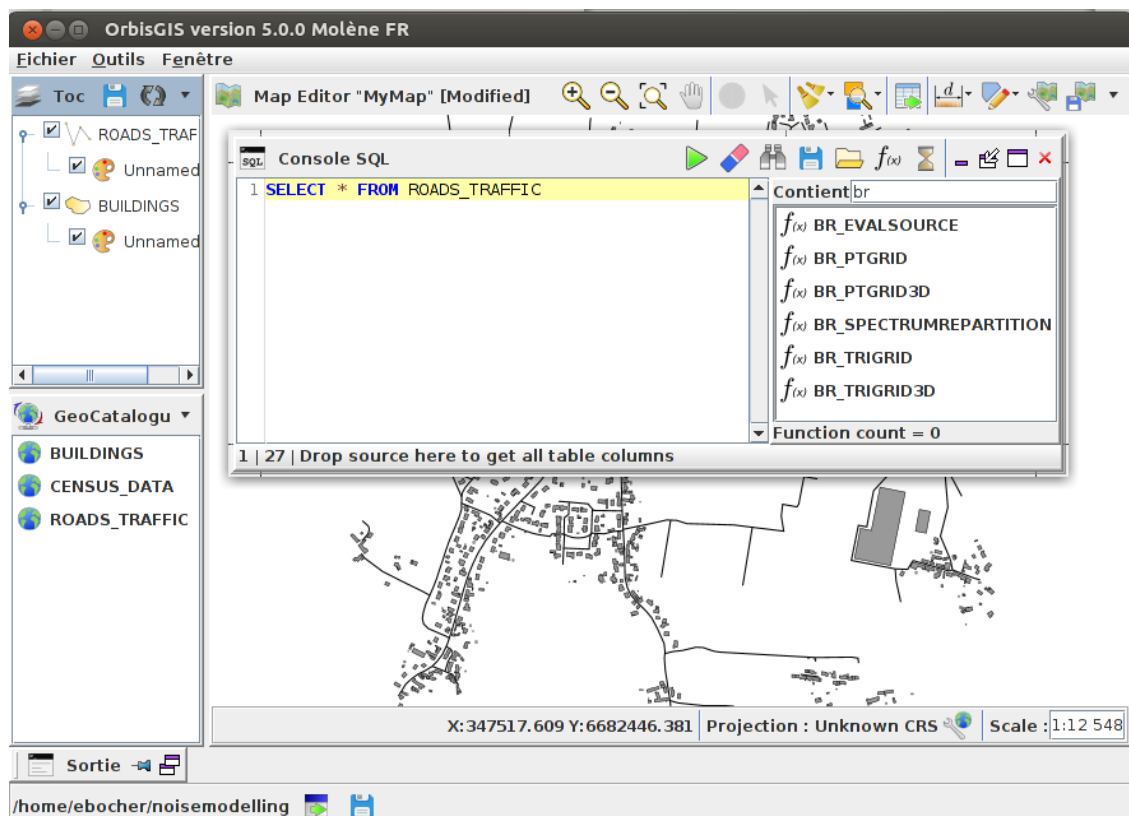 OrbisGIS version 5.0.0 Molène FR
Fichier Outils Fenêtre
Toc
Map Editor "MyMap" [Modified]
ROADS_TRAF
Unnamed
BUILDINGS
Unnamed
SQL Console SQL
f(x)
1 SELECT * FROM ROADS_TRAFFIC
Contient br
f(x) BR_EVALSOURCE
f(x) BR_PTGRID
f(x) BR_PTGRID3D
f(x) BR_SPECTRUMREPARTITION
f(x) BR_TRIGRID
f(x) BR_TRIGRID3D
Function count = 0
1 | 27 | Drop source here to get all table columns
GeoCatalogu
BUILDINGS
CENSUS_DATA
ROADS_TRAFFIC
X:347517.609 Y:6682446.381 Projection : Unknown CRS Scale : 1:12 548
Sortie
/home/ebocher/noisemodelling